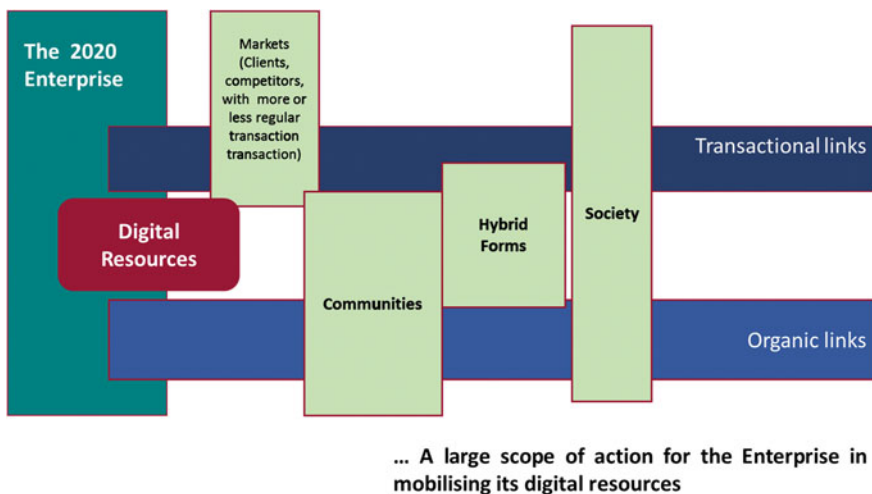 The 2020
Enterprise
Markets
(Clients,
competitors,
with more or
less regular
transaction
transaction)
Transactional links
Digital
Resources
Hybrid
Forms
Society
Communities
Organic links
... A large scope of action for the Enterprise in
mobilising its digital resources